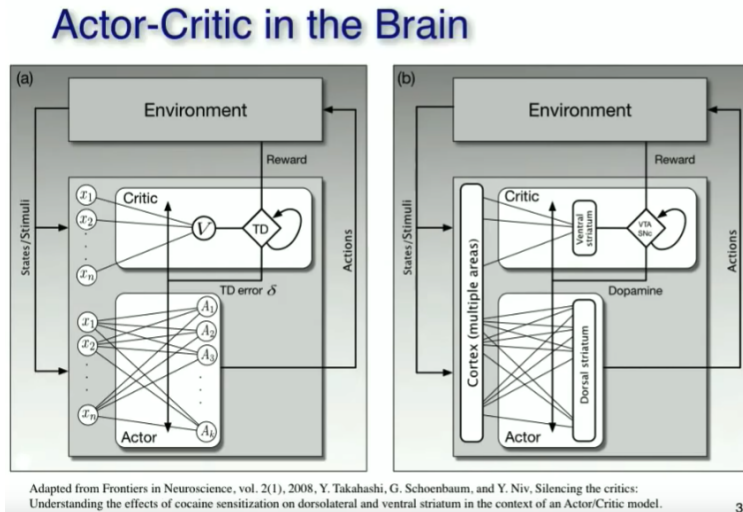 Actor-Critic in the Brain
(a)
Environment
Reward
States/Stimuli
x1
x2
xn
Critic
V
TD
TD error δ
x1
x2
xn
A1
A2
A3
Ak
Actor
Actions
(b)
Environment
Reward
States/Stimuli
Cortex (multiple areas)
Critic
Ventral
striatum
VTA
SNc
Dopamine
Dorsal striatum
Actor
Actions
Adapted from Frontiers in Neuroscience, vol. 2(1), 2008, Y. Takahashi, G. Schoenbaum, and Y. Niv, Silencing the critics:
Understanding the effects of cocaine sensitization on dorsolateral and ventral striatum in the context of an Actor/Critic model.
3